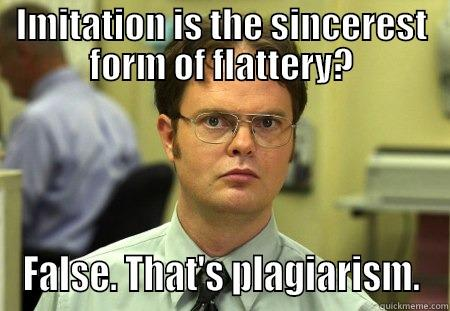 Imitation is the sincerest
form of flattery?
False. That's plagiarism.
quickmeme.com